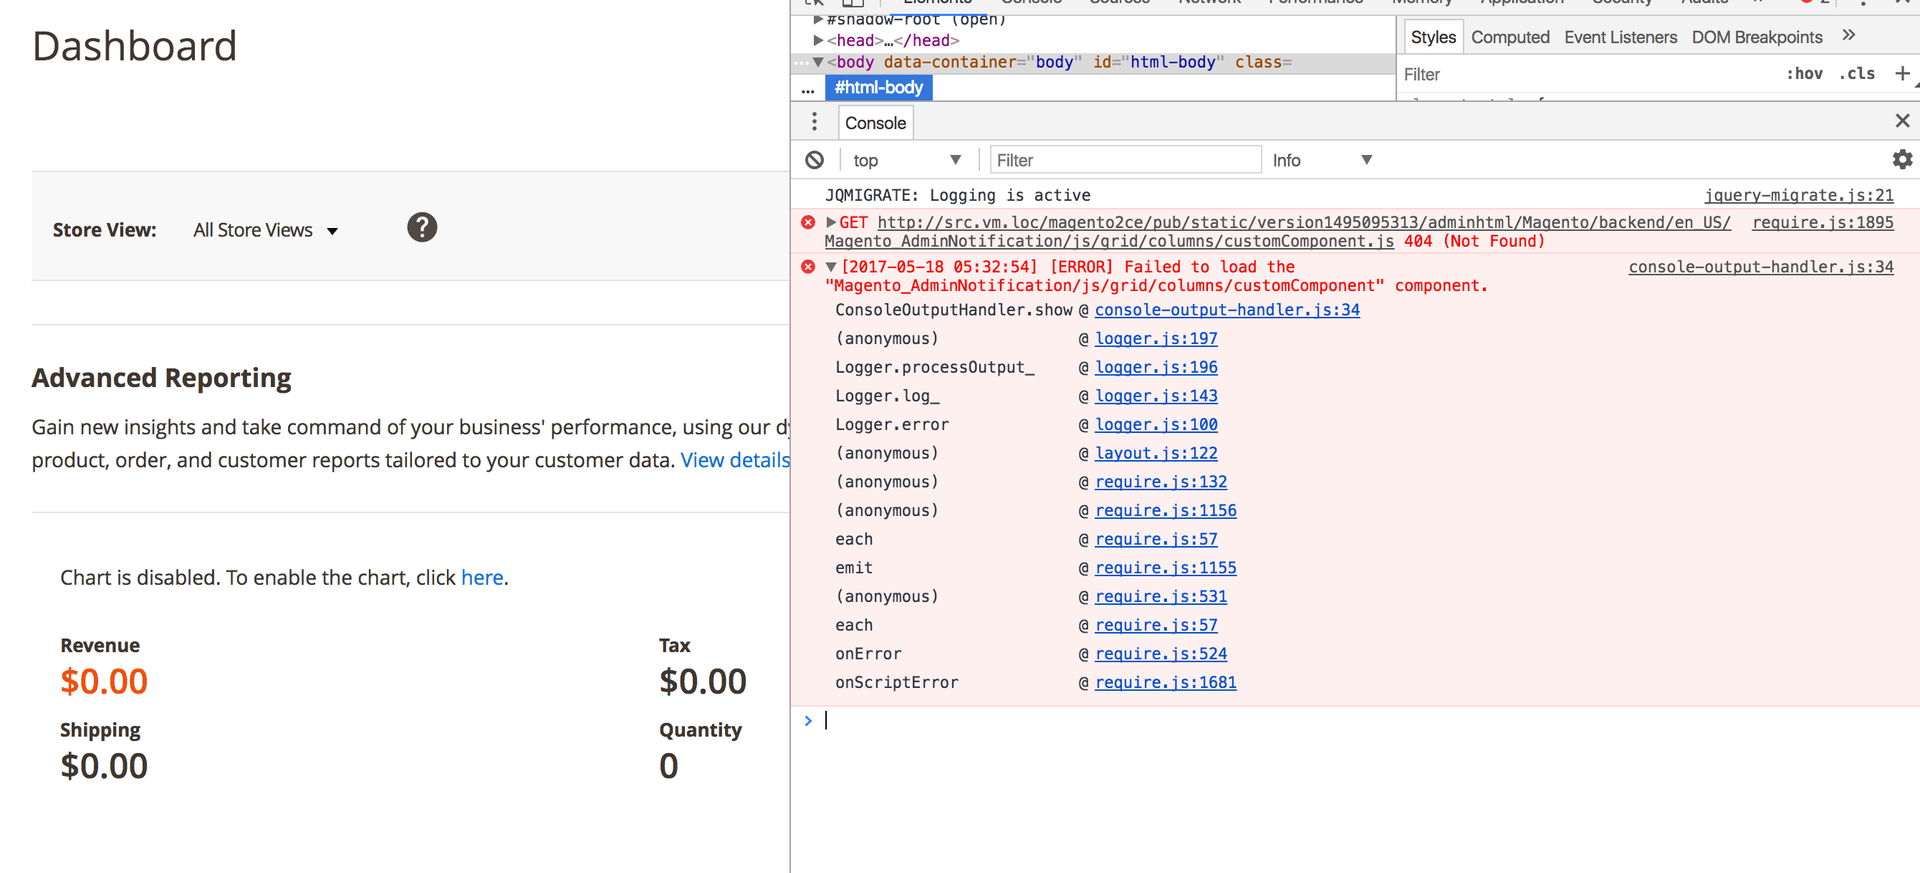 Dashboard
Store View: All Store Views ?
Advanced Reporting
Gain new insights and take command of your business' performance, using our
product, order, and customer reports tailored to your customer data. View details
Chart is disabled. To enable the chart, click here.
Revenue
$0.00
Tax
$0.00
Shipping
$0.00
Quantity
0
Elements Console Sources Network Performance Memory Application Security Audits » 2
#shadow-root (open)
<head>…</head>
<body data-container="body" id="html-body" class=
... #html-body
Styles Computed Event Listeners DOM Breakpoints »
Filter :hov .cls +
Console
top Filter Info
JQMIGRATE: Logging is active jquery-migrate.js:21
GET http://src.vm.loc/magento2ce/pub/static/version1495095313/adminhtml/Magento/backend/en_US/ require.js:1895
Magento_AdminNotification/js/grid/columns/customComponent.js 404 (Not Found)
[2017-05-18 05:32:54] [ERROR] Failed to load the console-output-handler.js:34
"Magento_AdminNotification/js/grid/columns/customComponent" component.
ConsoleOutputHandler.show @ console-output-handler.js:34
(anonymous) @ logger.js:197
Logger.processOutput_ @ logger.js:196
Logger.log_ @ logger.js:143
Logger.error @ logger.js:100
(anonymous) @ layout.js:122
(anonymous) @ require.js:132
(anonymous) @ require.js:1156
each @ require.js:57
emit @ require.js:1155
(anonymous) @ require.js:531
each @ require.js:57
onError @ require.js:524
onScriptError @ require.js:1681
>